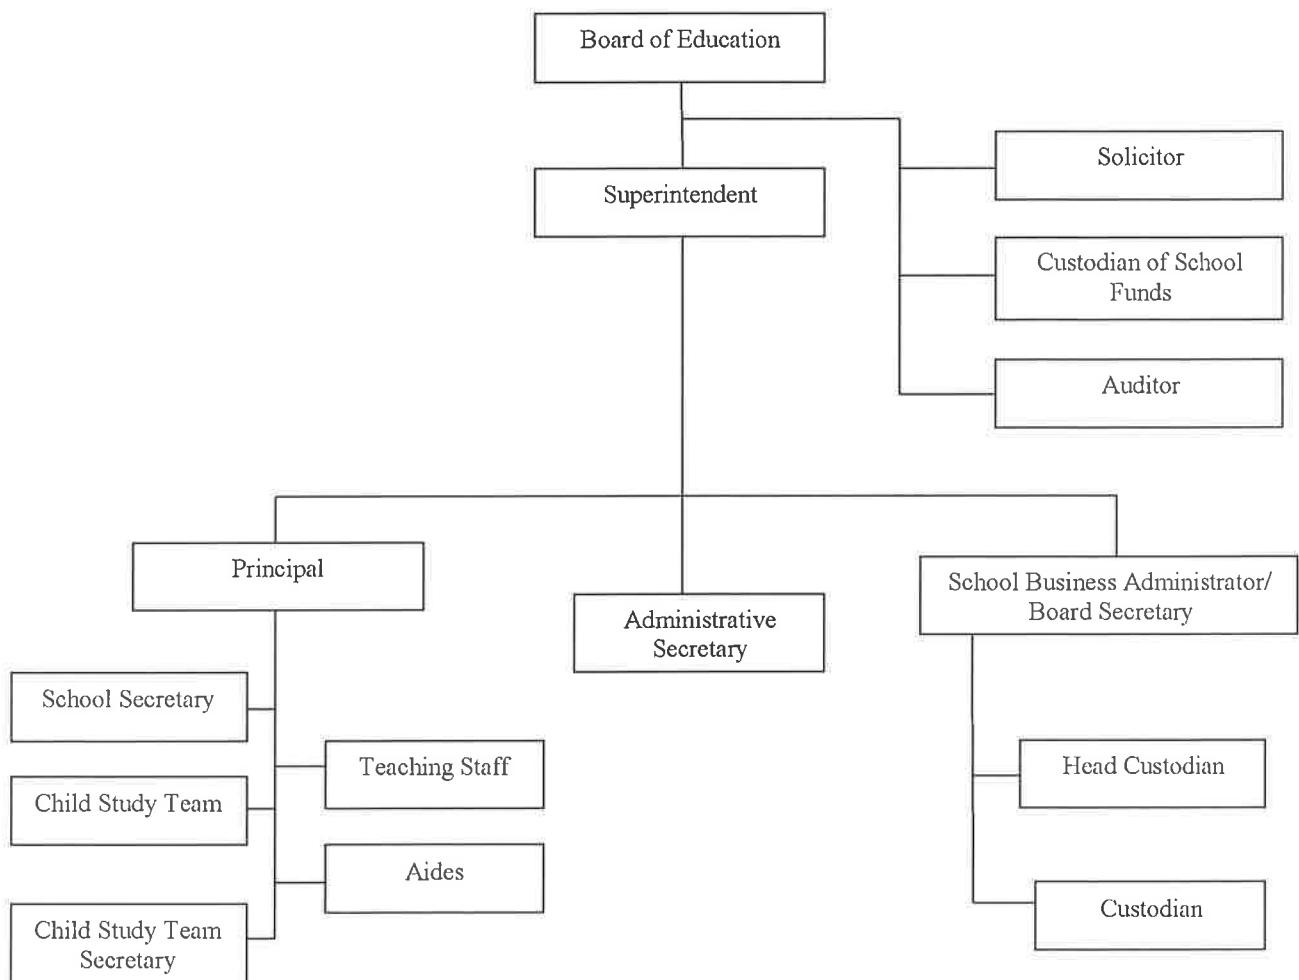 Board of Education
Solicitor
Superintendent
Custodian of School
Funds
Auditor
Principal
School Business Administrator/
Board Secretary
Administrative
Secretary
School Secretary
Teaching Staff
Head Custodian
Child Study Team
Aides
Custodian
Child Study Team
Secretary